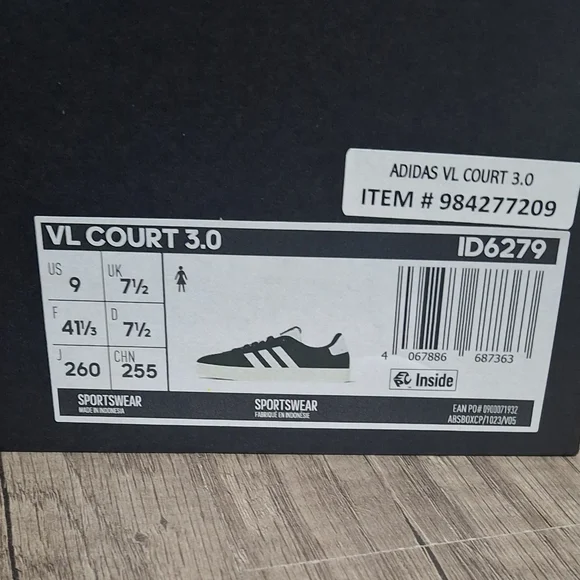 ADIDAS VL COURT 3.0
ITEM # 984277209
VL COURT 3.0 ID6279
US 9 UK 7½
F 41⅓ D 7½
J 260 CHN 255
4 067886 687363
Inside
SPORTSWEAR
MADE IN INDONESIA
SPORTSWEAR
FABRIQUÉ EN INDONÉSIE
EAN PO# 0900071932
ABSBOXCP/1023/V05